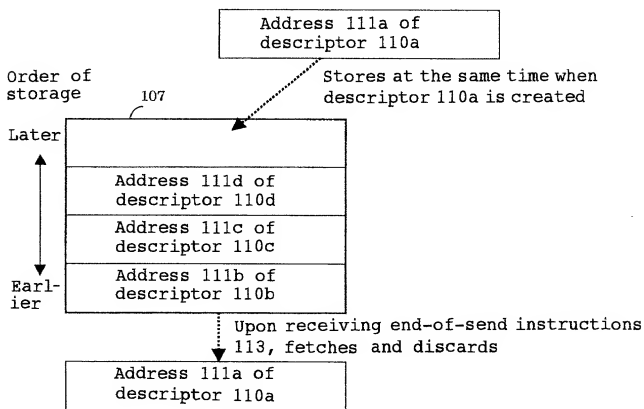 Address 111a of
descriptor 110a
Order of
storage
Stores at the same time when
descriptor 110a is created
107
Later
Address 111d of
descriptor 110d
Address 111c of
descriptor 110c
Address 111b of
descriptor 110b
Earl-
ier
Upon receiving end-of-send instructions
113, fetches and discards
Address 111a of
descriptor 110a